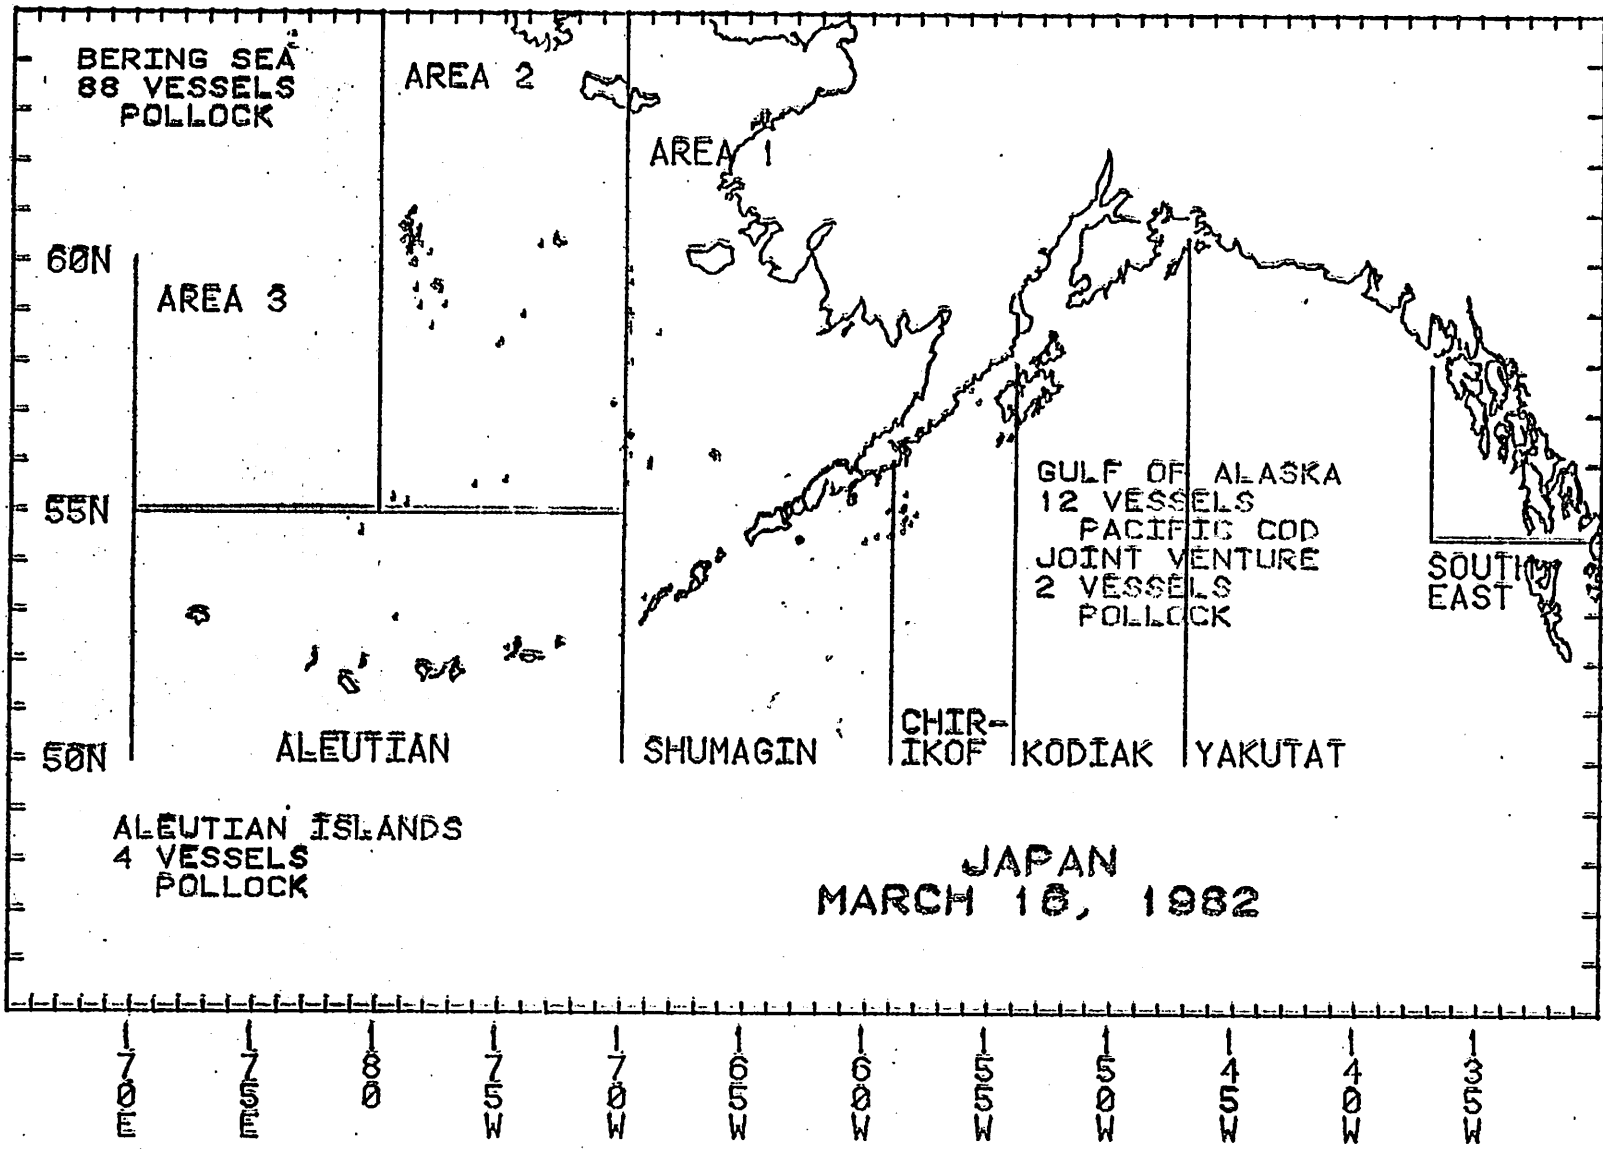 BERING SEA
88 VESSELS
POLLOCK
AREA 2
AREA 1
60N
AREA 3
55N
GULF OF ALASKA
12 VESSELS
PACIFIC COD
JOINT VENTURE
2 VESSELS
POLLOCK
SOUTH
EAST
50N
ALEUTIAN
SHUMAGIN
CHIR-
IKOF
KODIAK
YAKUTAT
ALEUTIAN ISLANDS
4 VESSELS
POLLOCK
JAPAN
MARCH 16, 1982
170E
175E
180
175W
170W
165W
160W
155W
150W
145W
140W
135W